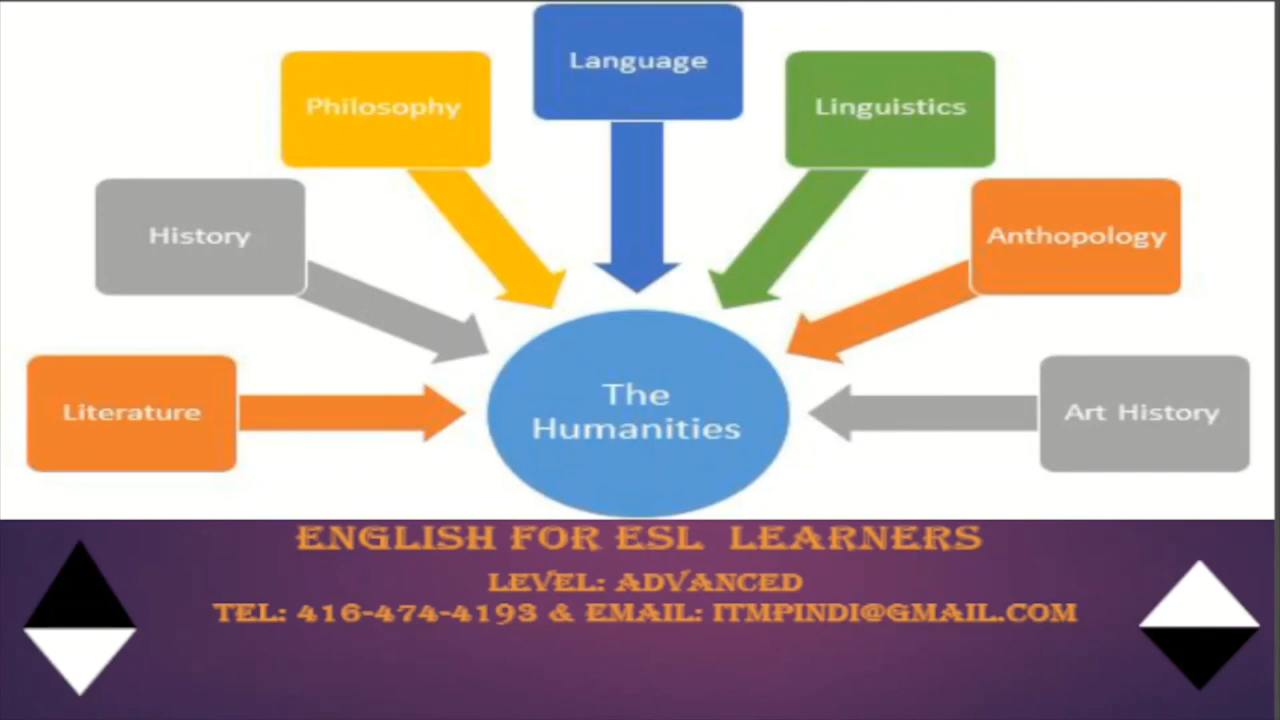 Language
Philosophy
Linguistics
History
Anthopology
Literature
The
Humanities
Art History
ENGLISH FOR ESL LEARNERS
LEVEL: ADVANCED
TEL: 416-474-4193 & EMAIL: ITMPINDI@GMAIL.COM